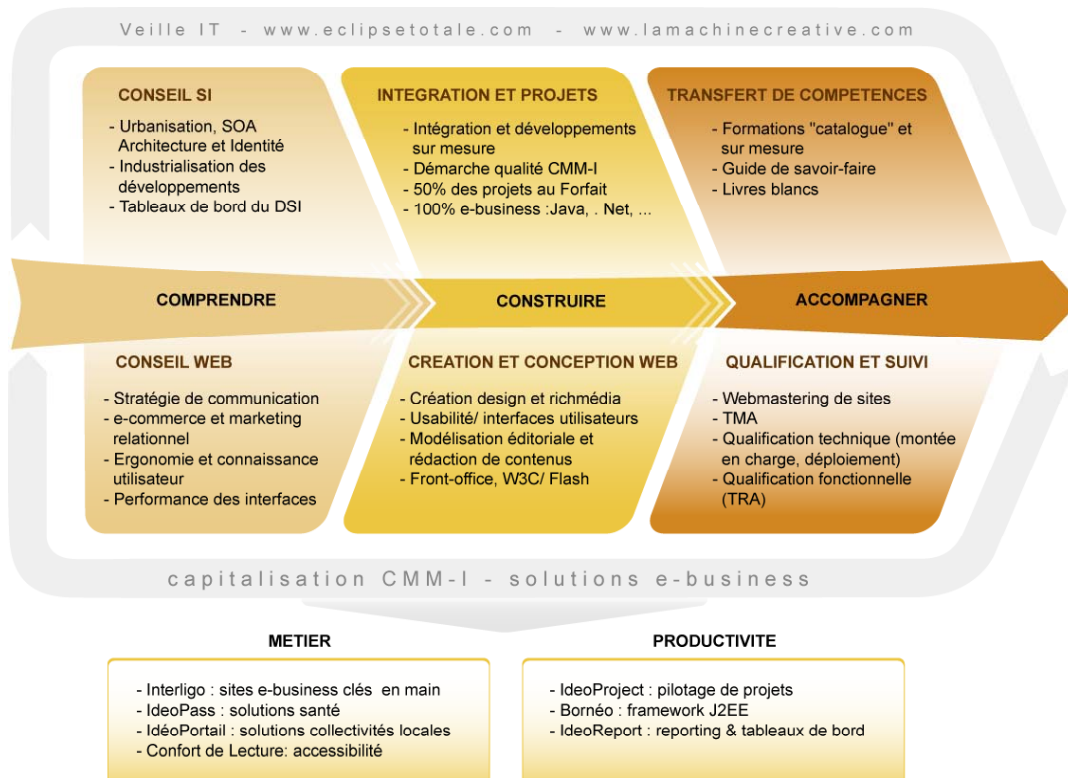 Veille IT - www.eclipsetotale.com - www.lamachinecreative.com
CONSEIL SI
- Urbanisation, SOA
Architecture et Identité
- Industrialisation des
développements
- Tableaux de bord du DSI
INTEGRATION ET PROJETS
- Intégration et développements
sur mesure
- Démarche qualité CMM-I
- 50% des projets au Forfait
- 100% e-business :Java, . Net, ...
TRANSFERT DE COMPETENCES
- Formations "catalogue" et
sur mesure
- Guide de savoir-faire
- Livres blancs
COMPRENDRE
CONSTRUIRE
ACCOMPAGNER
CONSEIL WEB
- Stratégie de communication
- e-commerce et marketing
relationnel
- Ergonomie et connaissance
utilisateur
- Performance des interfaces
CREATION ET CONCEPTION WEB
- Création design et richmédia
- Usabilité/ interfaces utilisateurs
- Modélisation éditoriale et
rédaction de contenus
- Front-office, W3C/ Flash
QUALIFICATION ET SUIVI
- Webmastering de sites
- TMA
- Qualification technique (montée
en charge, déploiement)
- Qualification fonctionnelle
(TRA)
capitalisation CMM-I - solutions e-business
METIER
- Interligo : sites e-business clés en main
- IdeoPass : solutions santé
- IdéoPortail : solutions collectivités locales
- Confort de Lecture: accessibilité
PRODUCTIVITE
- IdeoProject : pilotage de projets
- Bornéo : framework J2EE
- IdeoReport : reporting & tableaux de bord